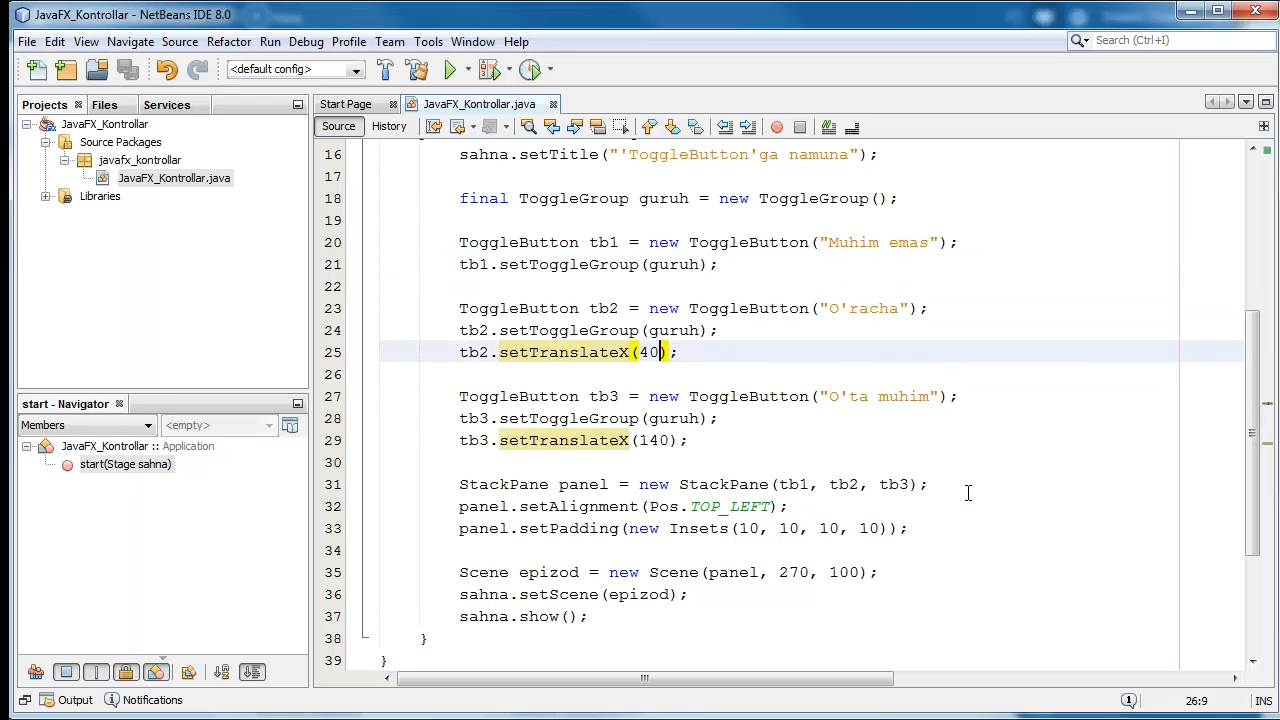 JavaFX_Kontrollar - NetBeans IDE 8.0
File Edit View Navigate Source Refactor Run Debug Profile Team Tools Window Help
Search (Ctrl+I)
<default config>
Projects Files Services
Start Page JavaFX_Kontrollar.java
Source History
JavaFX_Kontrollar
Source Packages
javafx_kontrollar
JavaFX_Kontrollar.java
Libraries
16 sahna.setTitle("'ToggleButton'ga namuna");
17
18 final ToggleGroup guruh = new ToggleGroup();
19
20 ToggleButton tb1 = new ToggleButton("Muhim emas");
21 tb1.setToggleGroup(guruh);
22
23 ToggleButton tb2 = new ToggleButton("O'racha");
24 tb2.setToggleGroup(guruh);
25 tb2.setTranslateX(40);
26
27 ToggleButton tb3 = new ToggleButton("O'ta muhim");
28 tb3.setToggleGroup(guruh);
29 tb3.setTranslateX(140);
30
31 StackPane panel = new StackPane(tb1, tb2, tb3);
32 panel.setAlignment(Pos.TOP_LEFT);
33 panel.setPadding(new Insets(10, 10, 10, 10));
34
35 Scene epizod = new Scene(panel, 270, 100);
36 sahna.setScene(epizod);
37 sahna.show();
38 }
39 }
start - Navigator
Members <empty>
JavaFX_Kontrollar :: Application
start(Stage sahna)
Output Notifications
26:9 INS